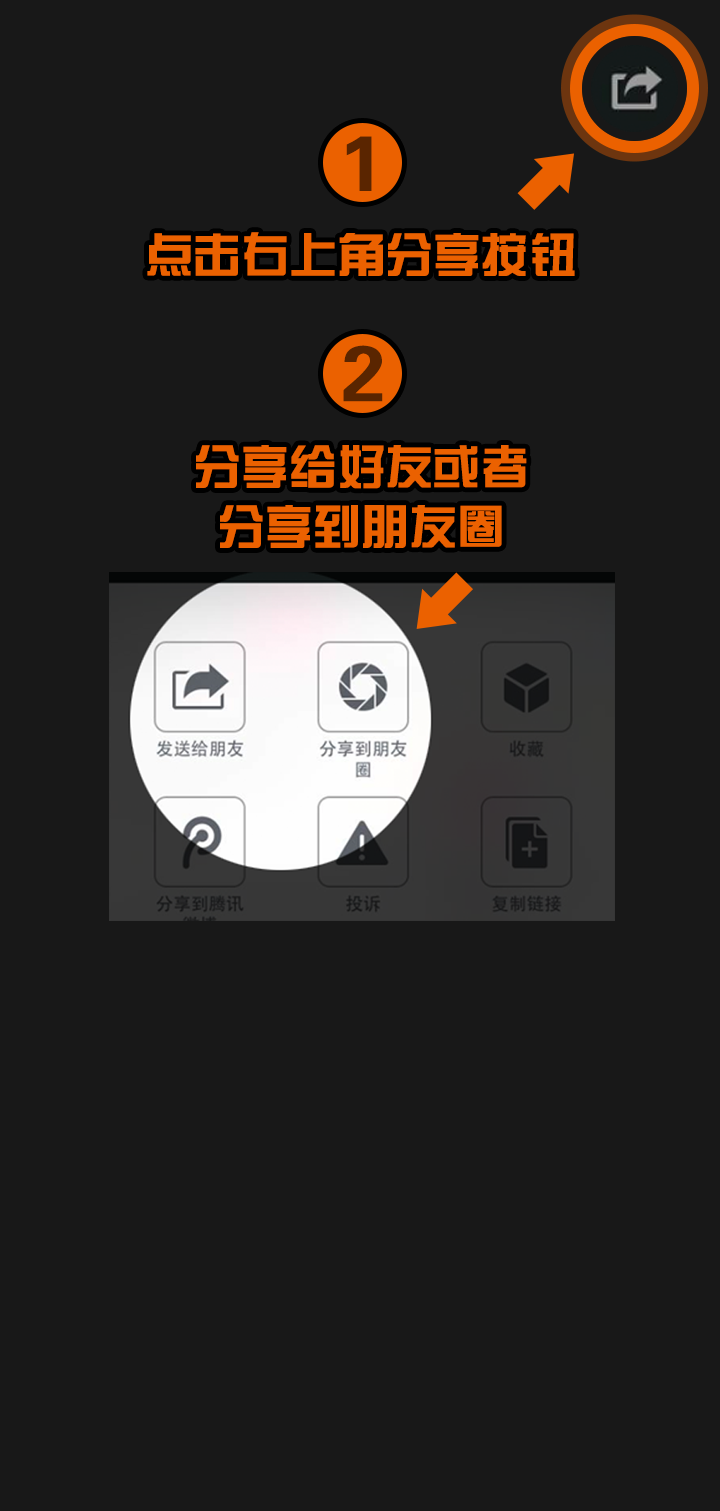 1
点击右上角分享按钮
2
分享给好友或者
分享到朋友圈
发送给朋友
分享到朋友
圈
收藏
分享到腾讯
微博
投诉
复制链接